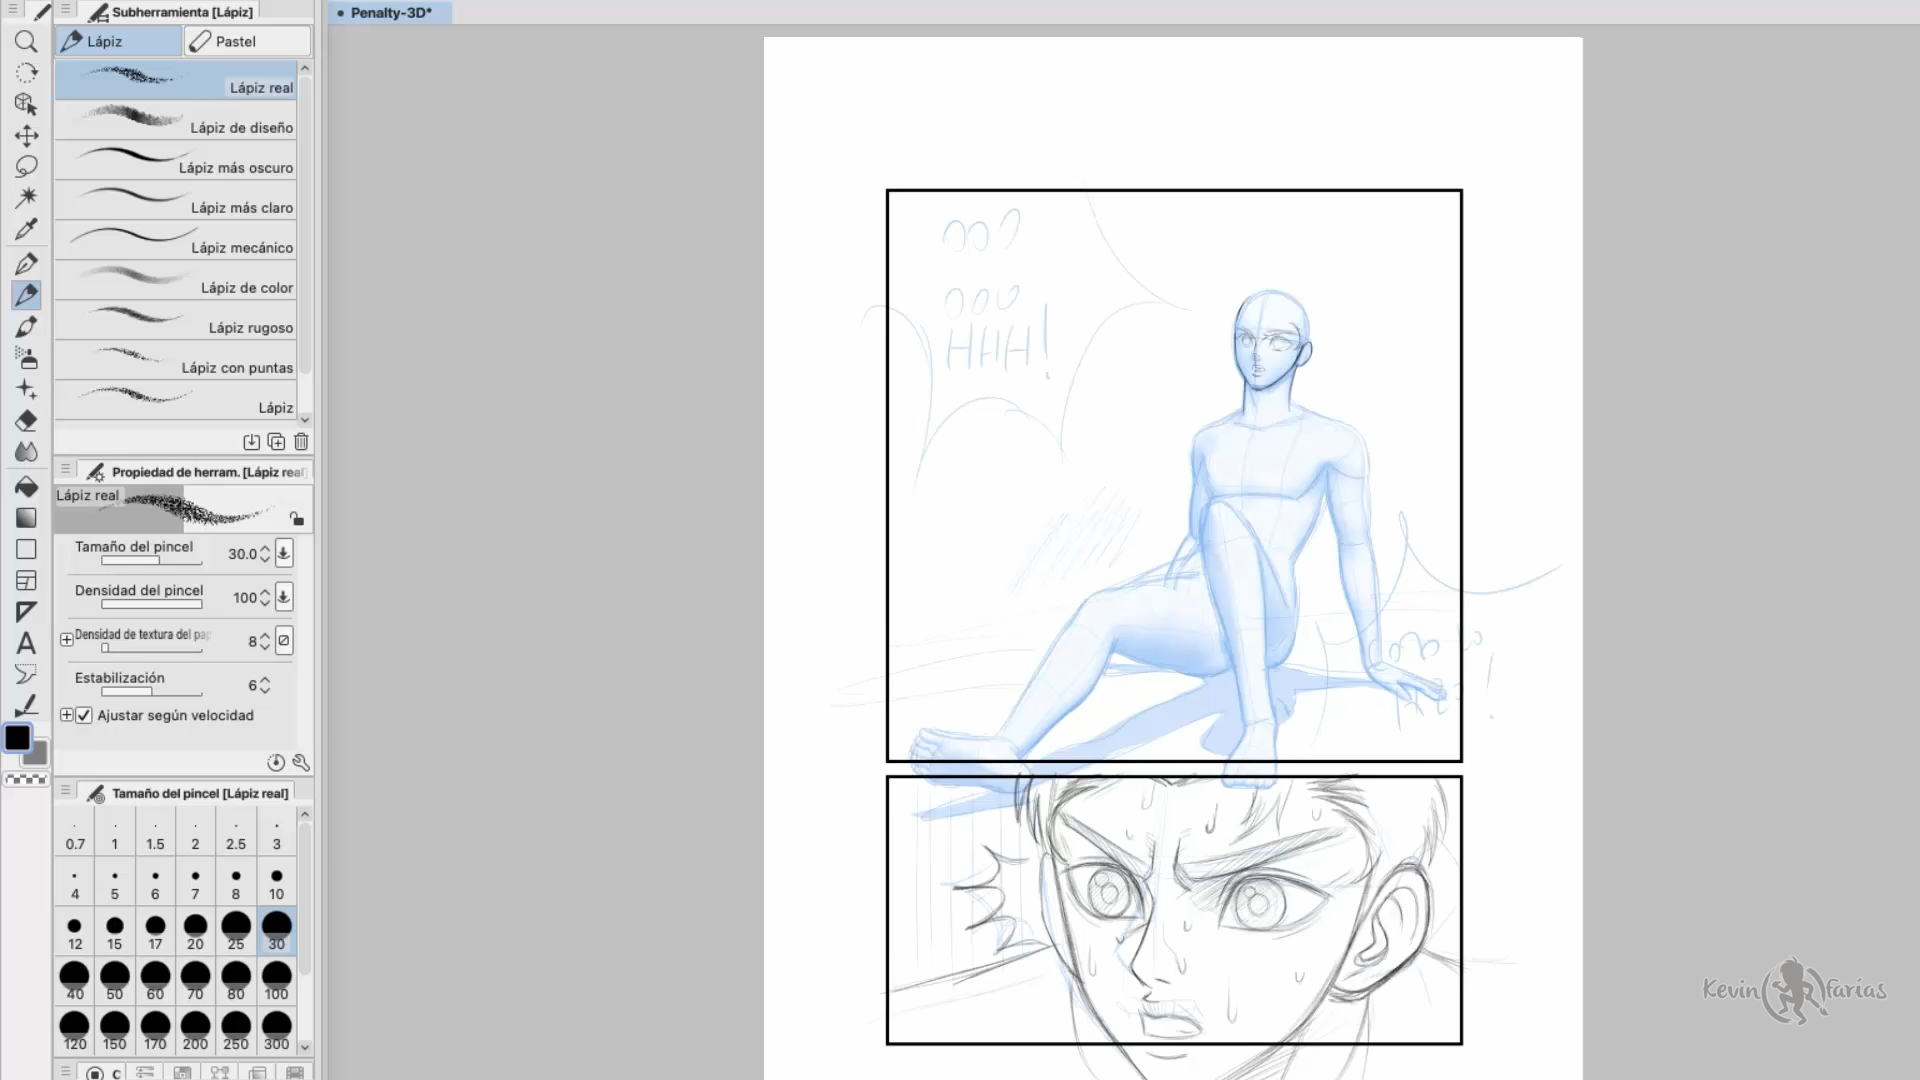 Subherramienta [Lápiz]
Penalty-3D*
Lápiz
Pastel
Lápiz real
Lápiz de diseño
Lápiz más oscuro
Lápiz más claro
Lápiz mecánico
Lápiz de color
Lápiz rugoso
Lápiz con puntas
Lápiz
Propiedad de herram. [Lápiz real
Lápiz real
Tamaño del pincel 30.0
Densidad del pincel 100
Densidad de textura del pap 8
Estabilización 6
Ajustar según velocidad
Tamaño del pincel [Lápiz real]
0.7 1 1.5 2 2.5 3
4 5 6 7 8 10
12 15 17 20 25 30
40 50 60 70 80 100
120 150 170 200 250 300
C
OOO
OOO
HHH!
Kevin farías